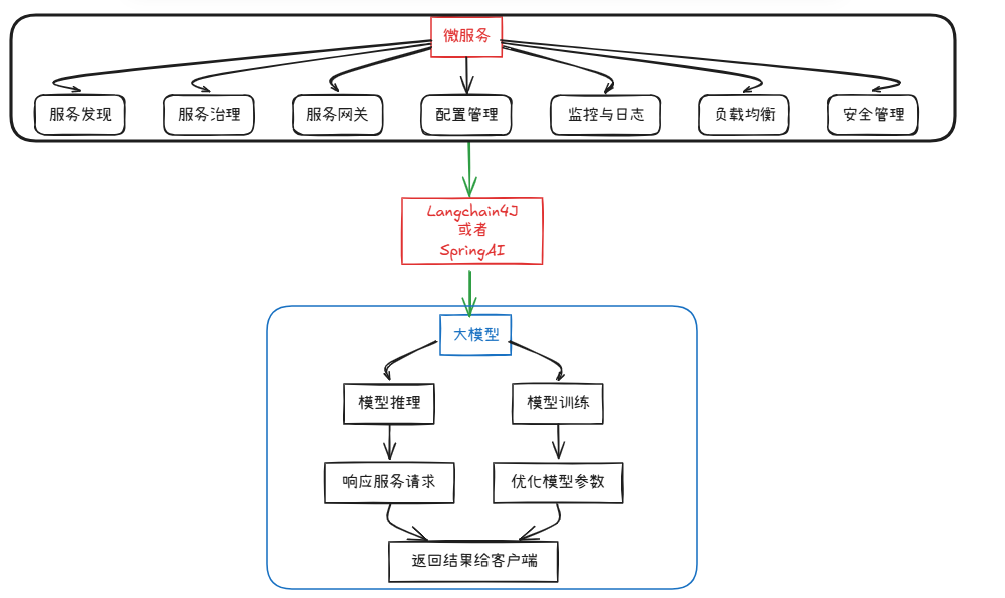 微服务
服务发现
服务治理
服务网关
配置管理
监控与日志
负载均衡
安全管理
Langchain4J
或者
SpringAI
大模型
模型推理
模型训练
响应服务请求
优化模型参数
返回结果给客户端